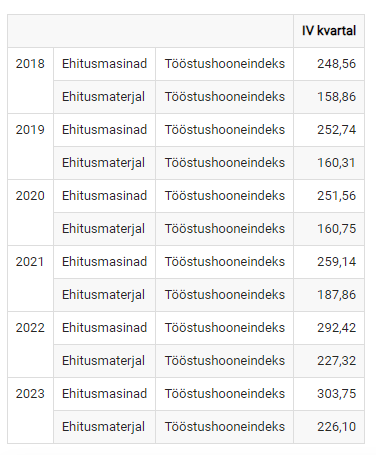 IV kvartal
2018 Ehitusmasinad Tööstushooneindeks 248,56
Ehitusmaterjal Tööstushooneindeks 158,86
2019 Ehitusmasinad Tööstushooneindeks 252,74
Ehitusmaterjal Tööstushooneindeks 160,31
2020 Ehitusmasinad Tööstushooneindeks 251,56
Ehitusmaterjal Tööstushooneindeks 160,75
2021 Ehitusmasinad Tööstushooneindeks 259,14
Ehitusmaterjal Tööstushooneindeks 187,86
2022 Ehitusmasinad Tööstushooneindeks 292,42
Ehitusmaterjal Tööstushooneindeks 227,32
2023 Ehitusmasinad Tööstushooneindeks 303,75
Ehitusmaterjal Tööstushooneindeks 226,10